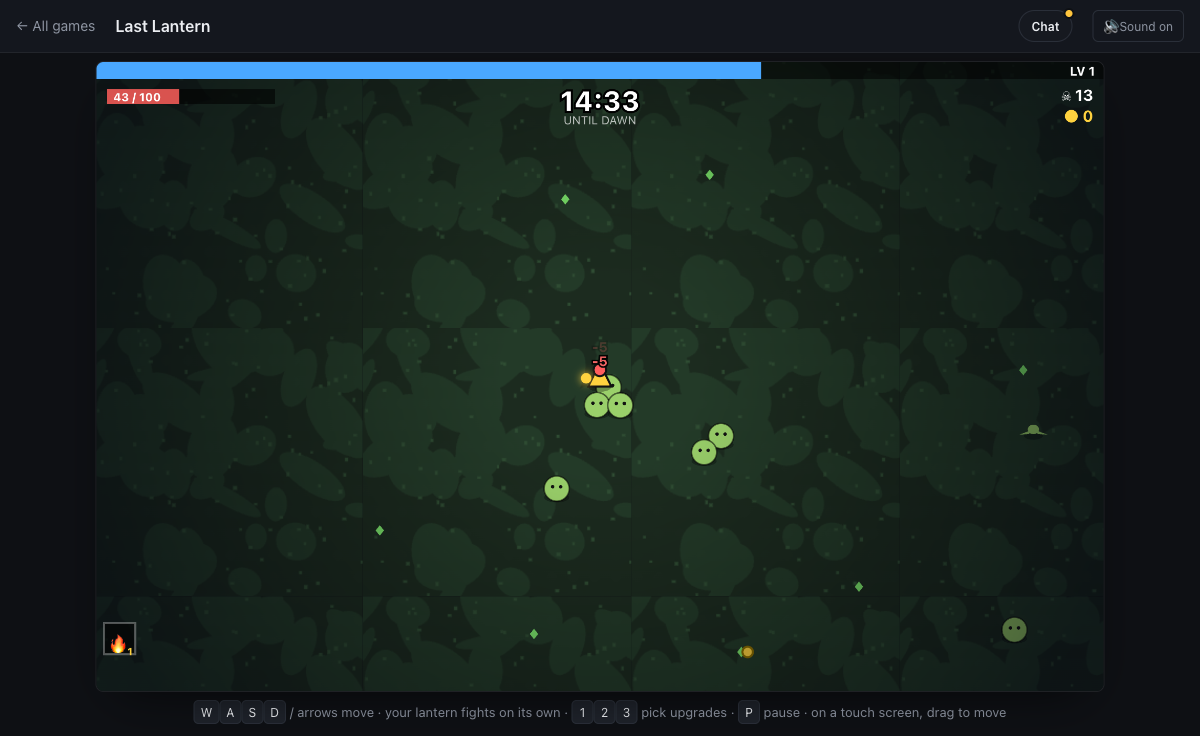 ← All games
Last Lantern
Chat
🔊Sound on
LV 1
43 / 100
14:33
UNTIL DAWN
☠ 13
0
-5
-5
1
W A S D / arrows move · your lantern fights on its own · 1 2 3 pick upgrades · P pause · on a touch screen, drag to move